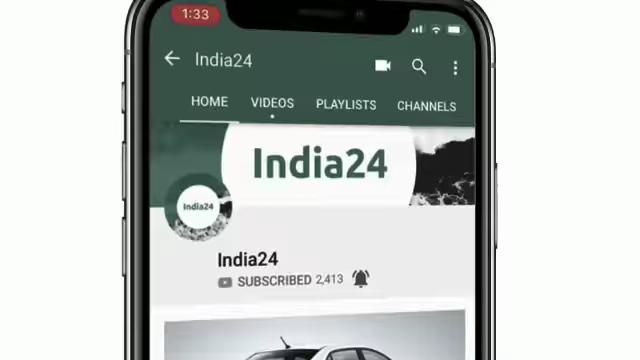 1:33
India24
HOME VIDEOS PLAYLISTS CHANNELS
India24
India24
India24
SUBSCRIBED 2,413